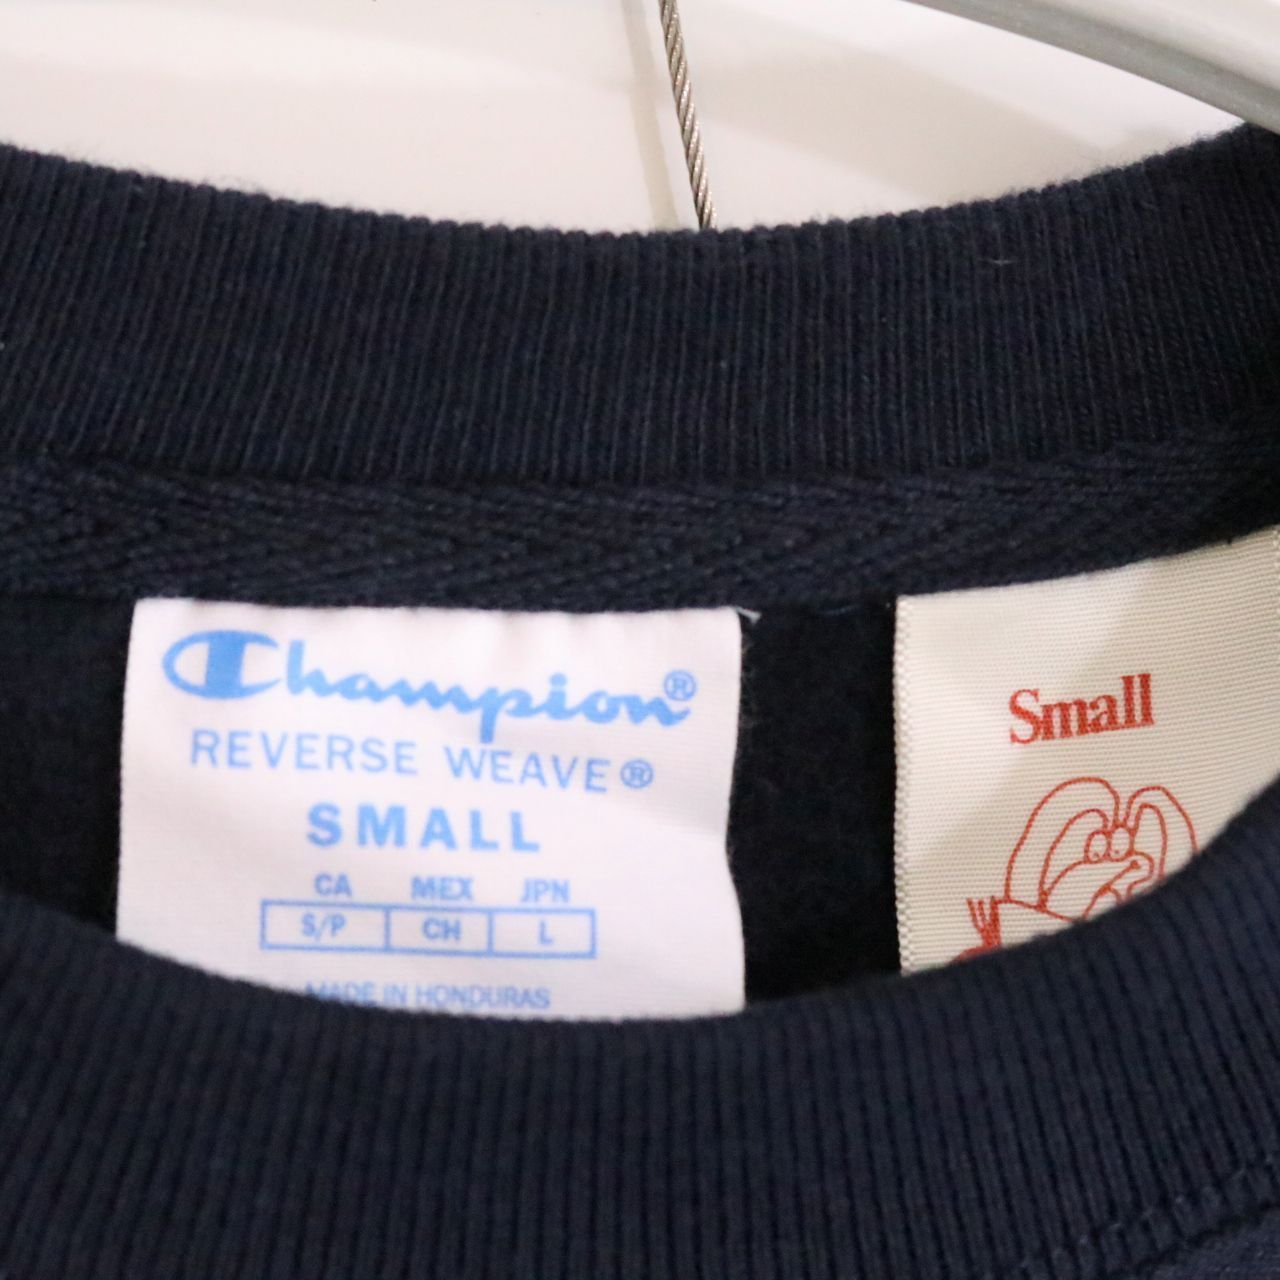 Champion®
REVERSE WEAVE®
SMALL
CA MEX JPN
S/P CH L
MADE IN HONDURAS
Small